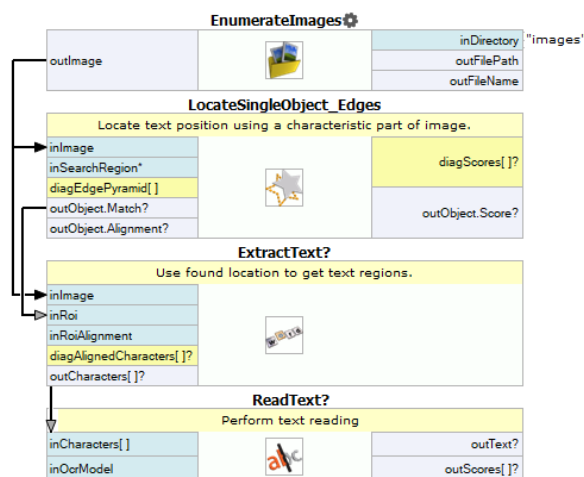 EnumerateImages
outImage
inDirectory "images"
outFilePath
outFileName
LocateSingleObject_Edges
Locate text position using a characteristic part of image.
inImage
inSearchRegion*
diagEdgePyramid[ ]
outObject.Match?
outObject.Alignment?
diagScores[ ]?
outObject.Score?
ExtractText?
Use found location to get text regions.
inImage
inRoi
inRoiAlignment
diagAlignedCharacters[ ]?
outCharacters[ ]?
ReadText?
Perform text reading
inCharacters[ ]
inOcrModel
abc
outText?
outScores[ ]?